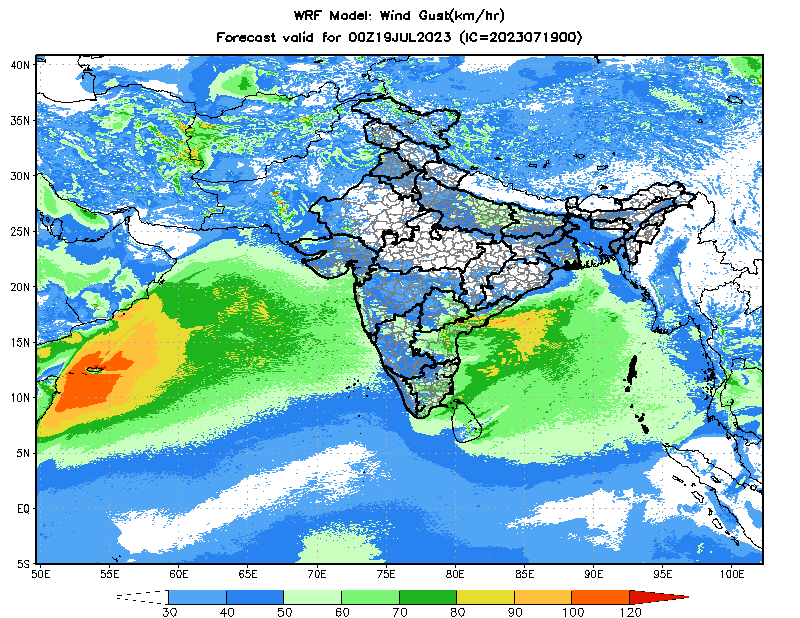 WRF Model: Wind Gust(km/hr)
Forecast valid for 00Z19JUL2023 (IC=2023071900)
40N
35N
30N
25N
20N
15N
10N
5N
EQ
5S
50E 55E 60E 65E 70E 75E 80E 85E 90E 95E 100E
30 40 50 60 70 80 90 100 120